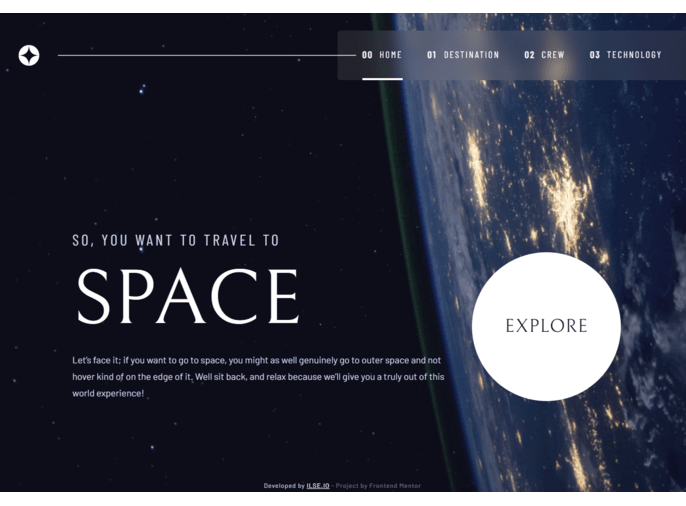 00 HOME 01 DESTINATION 02 CREW 03 TECHNOLOGY
SO, YOU WANT TO TRAVEL TO
SPACE
EXPLORE
Let's face it; if you want to go to space, you might as well genuinely go to outer space and not
hover kind of on the edge of it. Well sit back, and relax because we'll give you a truly out of this
world experience!
Developed by ILSE.IO - Project by Frontend Mentor